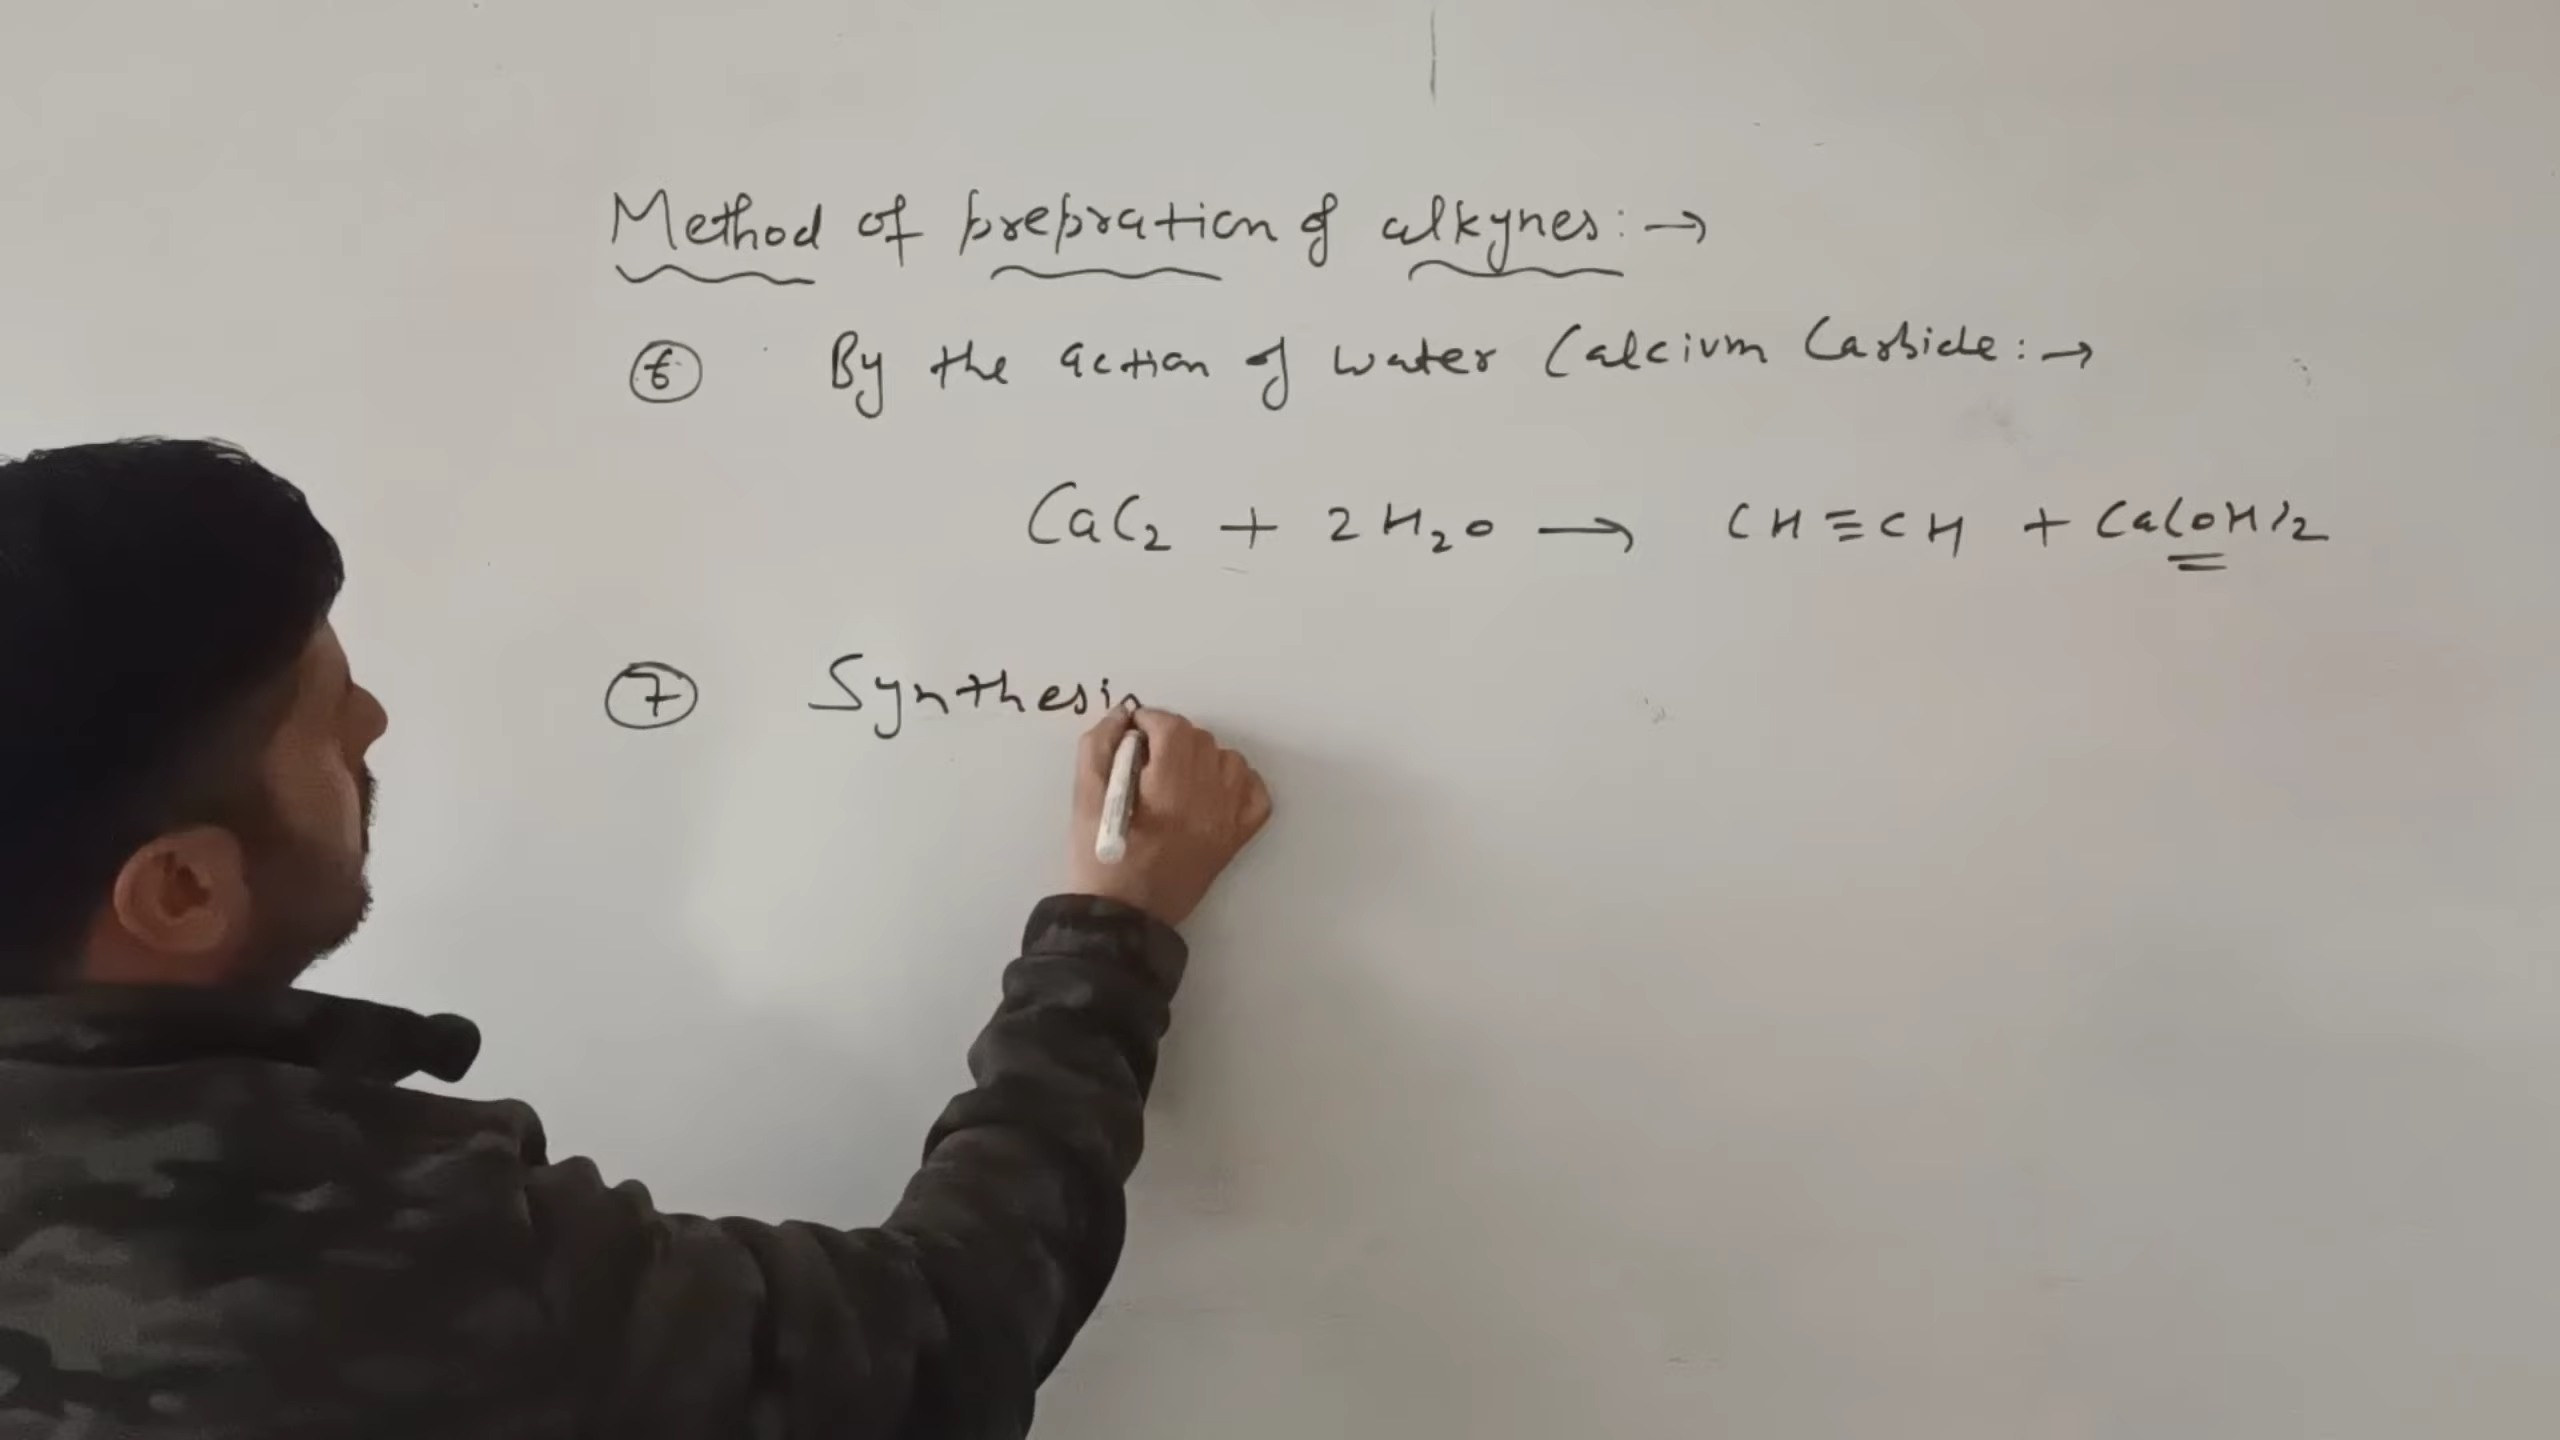 Method of prepration of alkynes: →
⑥ By the action of water Calcium Carbide: →
CaC₂ + 2H₂O → CH≡CH + Ca(OH)₂
⑦ Synthesis